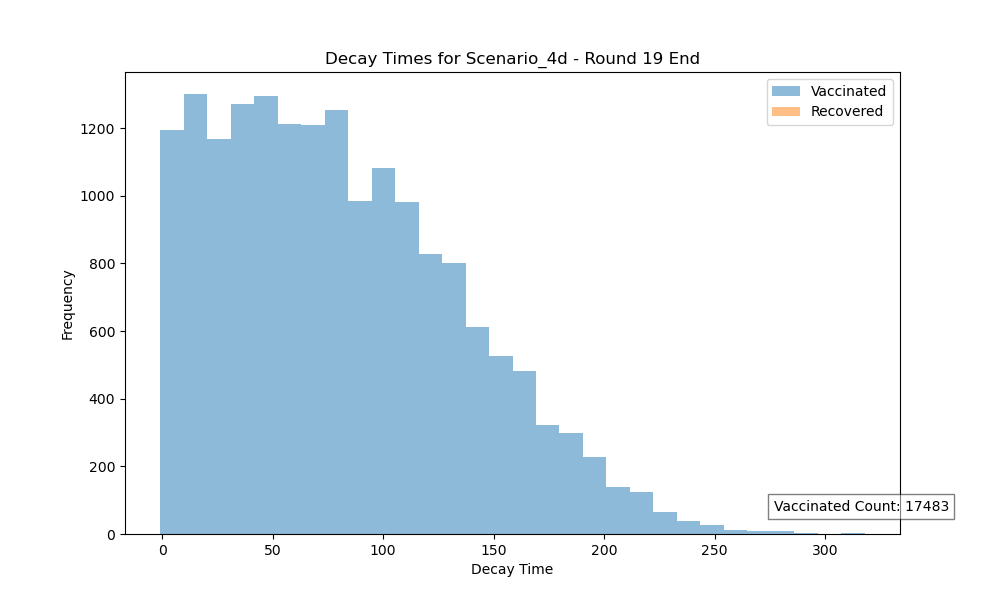 Decay Times for Scenario_4d - Round 19 End
Vaccinated
Recovered
1200
1000
800
600
400
200
0
Frequency
Vaccinated Count: 17483
0 50 100 150 200 250 300
Decay Time